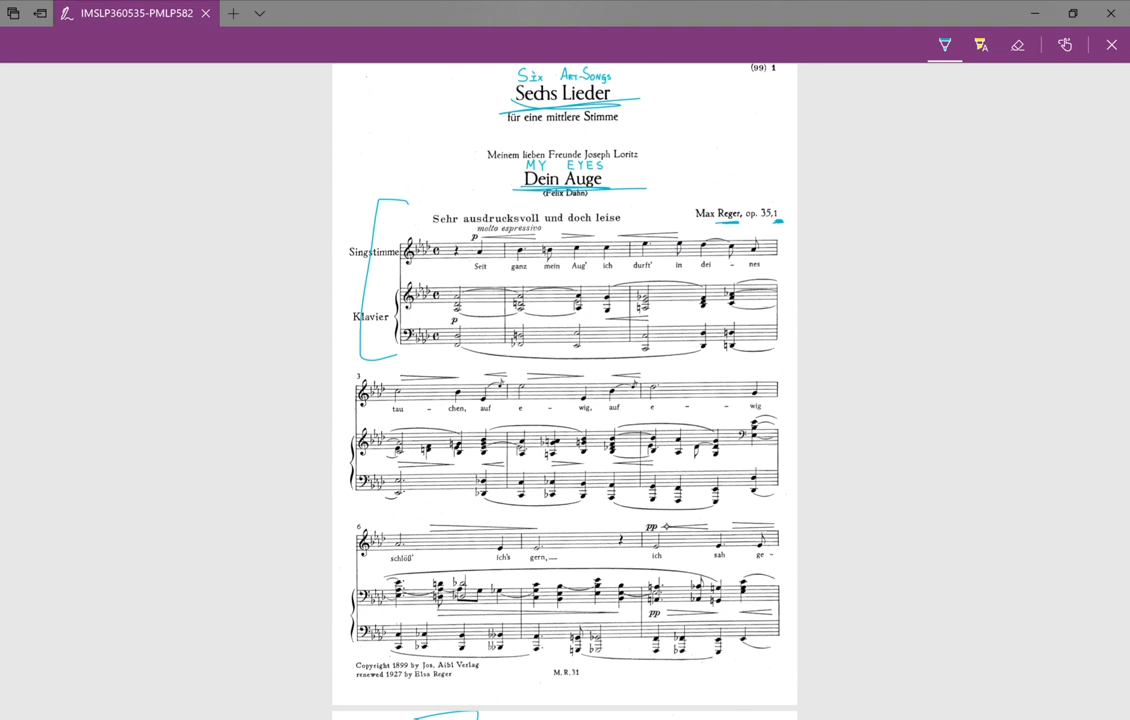 IMSLP360535-PMLP582
(99) 1
Six Art-Songs
Sechs Lieder
für eine mittlere Stimme
Meinem lieben Freunde Joseph Loritz
MY EYES
Dein Auge
(Felix Dahn)
Max Reger, op. 35,1
Sehr ausdrucksvoll und doch leise
molto espressivo
p
Singstimme
Seit ganz mein Aug' ich durft' in dei - nes
Klavier
p
3
tau - chen, auf e - wig, auf e - - wig
6
pp
schlöß' ich's gern, ich sah ge -
pp
Copyright 1899 by Jos. Aibl Verlag
renewed 1927 by Elsa Reger
M. R. 31